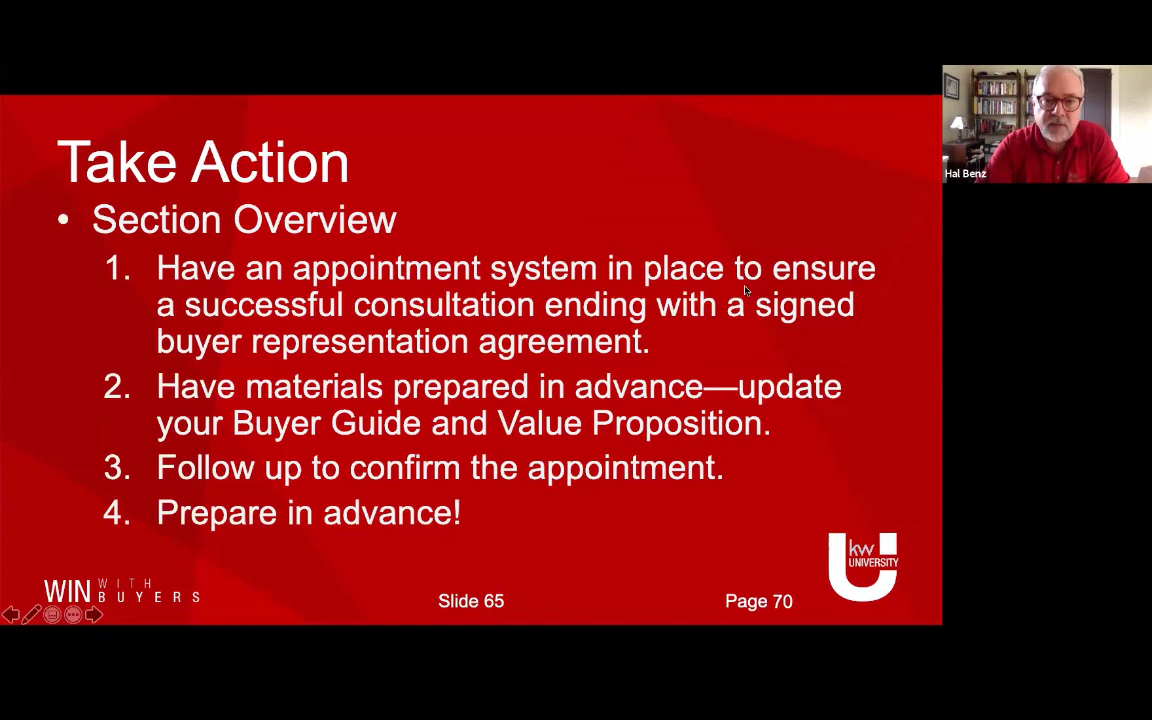 Take Action
• Section Overview
1. Have an appointment system in place to ensure
a successful consultation ending with a signed
buyer representation agreement.
2. Have materials prepared in advance—update
your Buyer Guide and Value Proposition.
3. Follow up to confirm the appointment.
4. Prepare in advance!
WIN WITH BUYERS
Slide 65
Page 70
kw
UNIVERSITY
Hal Benz